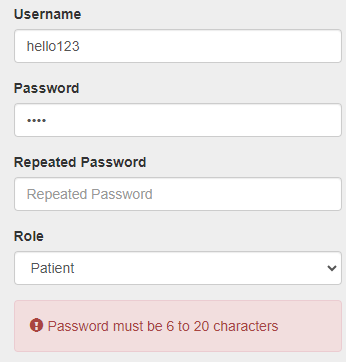 Username
hello123
Password
••••
Repeated Password
Repeated Password
Role
Patient
Password must be 6 to 20 characters